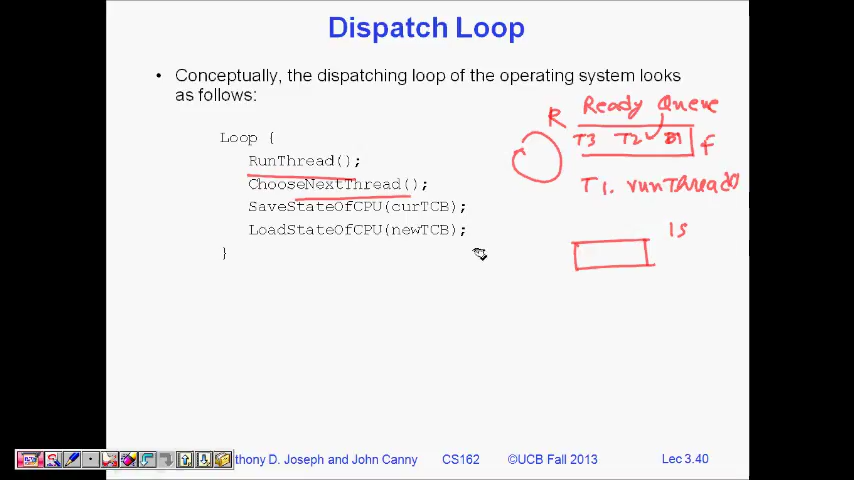 Dispatch Loop
• Conceptually, the dispatching loop of the operating system looks
as follows:
Loop {
RunThread();
ChooseNextThread();
SaveStateOfCPU(curTCB);
LoadStateOfCPU(newTCB);
}
Ready Queue
R
T3 T2
F
T1. runThread()
1s
thony D. Joseph and John Canny CS162 ©UCB Fall 2013 Lec 3.40